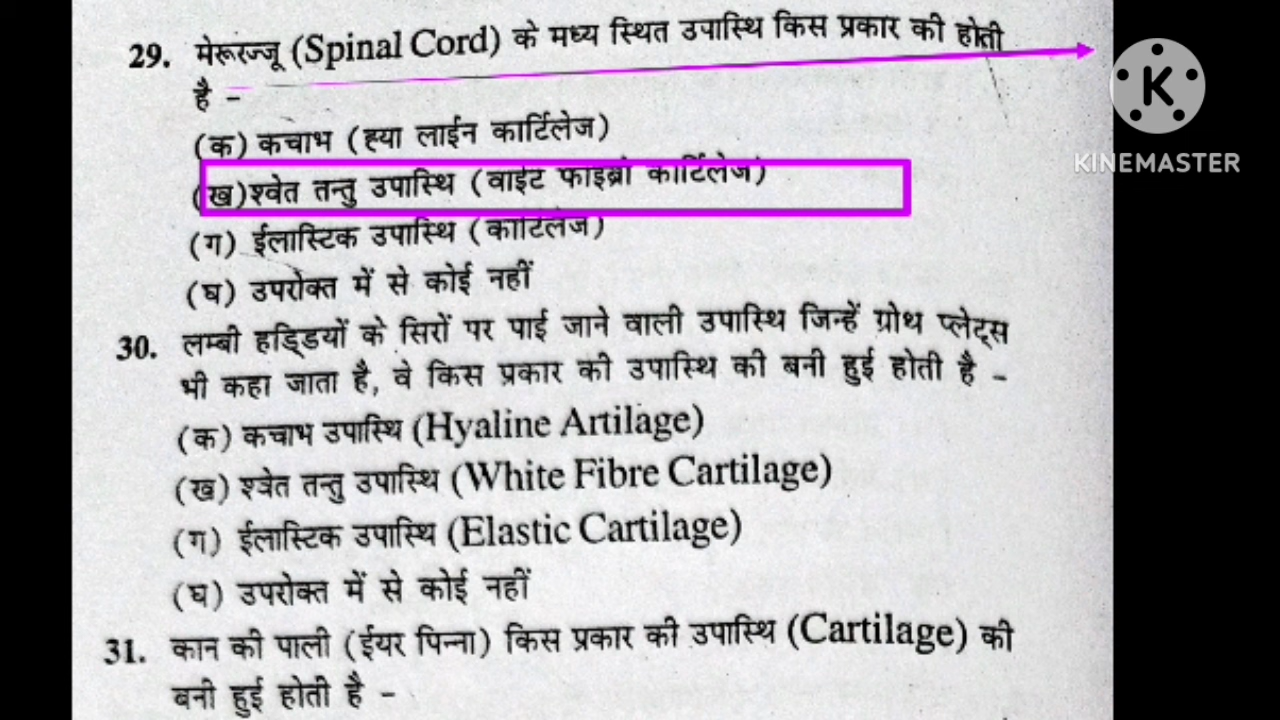 29. मेरूरज्जू (Spinal Cord) के मध्य स्थित उपास्थि किस प्रकार की होती
है -
(क) कचाभ (ह्या लाईन कार्टिलेज)
(ख) श्वेत तन्तु उपास्थि (वाईट फाइब्रो कार्टिलेज)
(ग) ईलास्टिक उपास्थि (कार्टिलेज)
(घ) उपरोक्त में से कोई नहीं
30. लम्बी हड्डियों के सिरों पर पाई जाने वाली उपास्थि जिन्हें ग्रोथ प्लेट्स
भी कहा जाता है, वे किस प्रकार की उपास्थि की बनी हुई होती है -
(क) कचाभ उपास्थि (Hyaline Artilage)
(ख) श्वेत तन्तु उपास्थि (White Fibre Cartilage)
(ग) ईलास्टिक उपास्थि (Elastic Cartilage)
(घ) उपरोक्त में से कोई नहीं
31. कान की पाली (ईयर पिन्ना) किस प्रकार की उपास्थि (Cartilage) की
बनी हुई होती है -
K
KINEMASTER